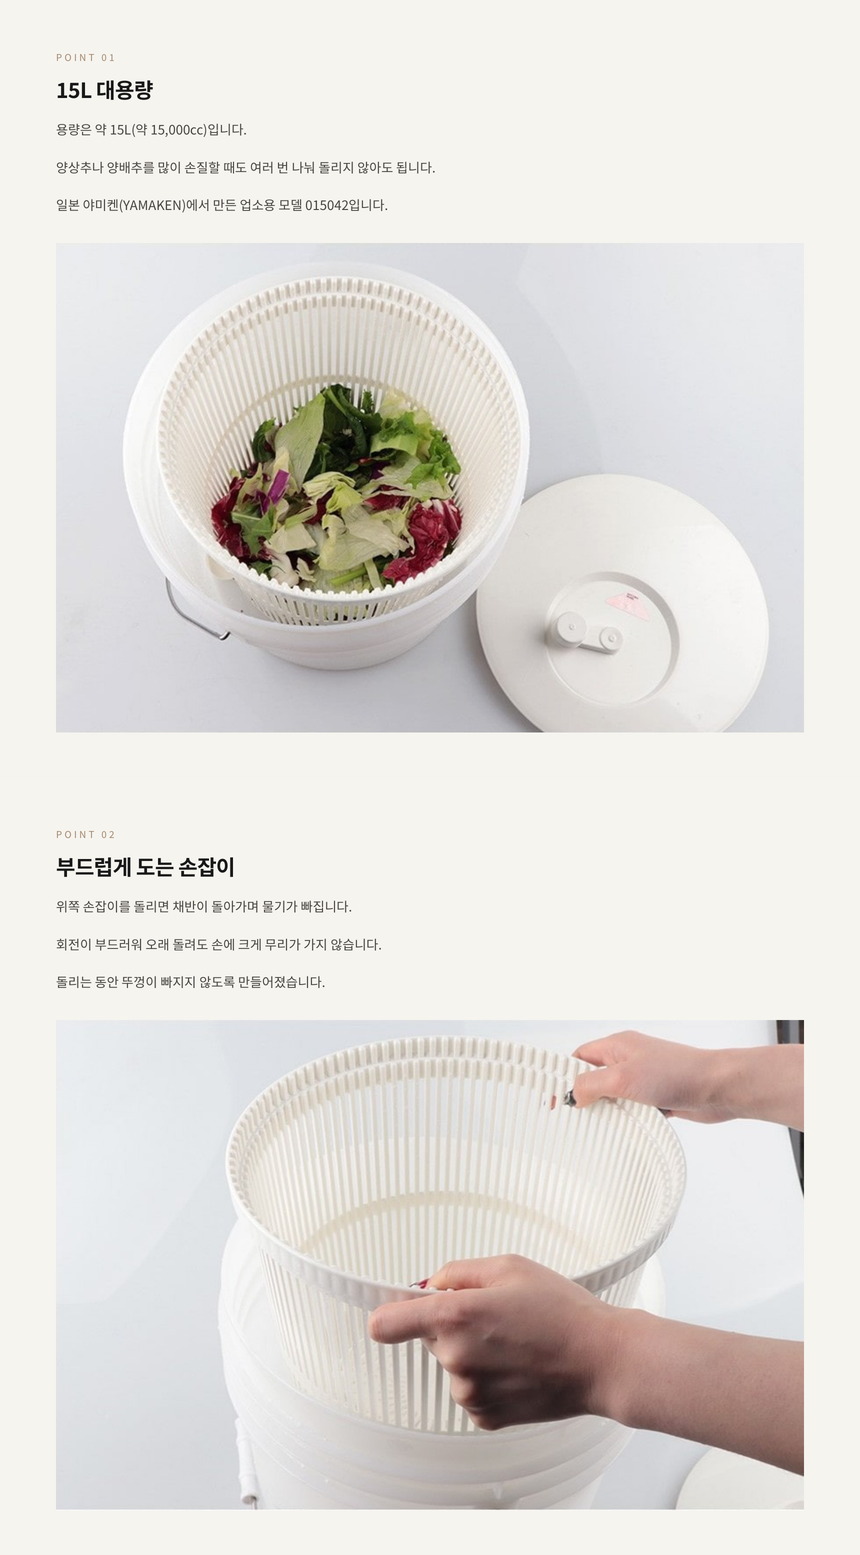 POINT 01
15L 대용량
용량은 약 15L(약 15,000cc)입니다.
양상추나 양배추를 많이 손질할 때도 여러 번 나눠 돌리지 않아도 됩니다.
일본 야미켄(YAMAKEN)에서 만든 업소용 모델 015042입니다.
POINT 02
부드럽게 도는 손잡이
위쪽 손잡이를 돌리면 채반이 돌아가며 물기가 빠집니다.
회전이 부드러워 오래 돌려도 손에 크게 무리가 가지 않습니다.
돌리는 동안 뚜껑이 빠지지 않도록 만들어졌습니다.